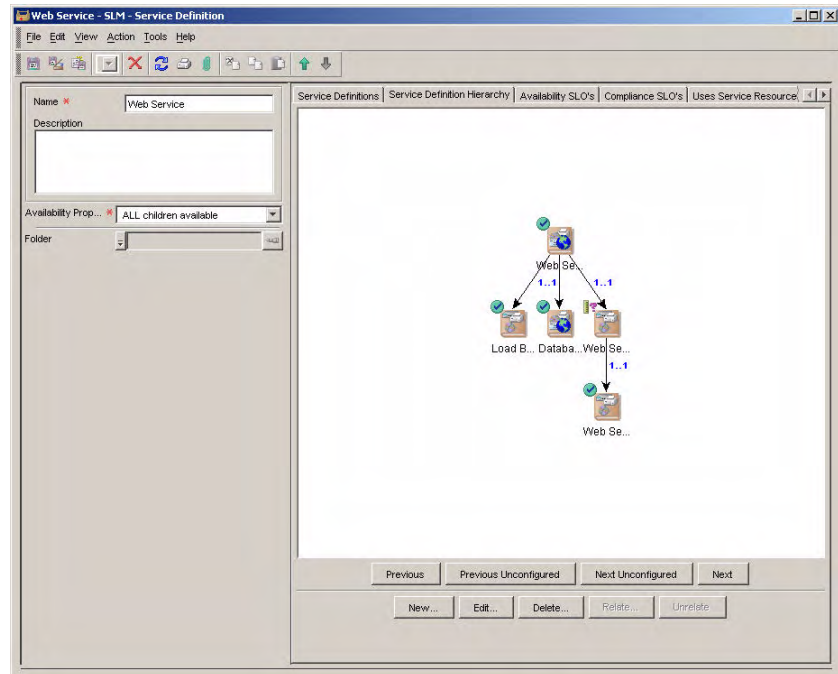 Web Service - SLM - Service Definition
File Edit View Action Tools Help
Name *
Web Service
Description
Availability Prop... *
ALL children available
Folder
Service Definitions Service Definition Hierarchy Availability SLO's Compliance SLO's Uses Service Resource
Web Se...
1..1 1..1
Load B... Databa... Web Se...
1..1
Web Se...
Previous Previous Unconfigured Next Unconfigured Next
New... Edit... Delete... Relate... Unrelate